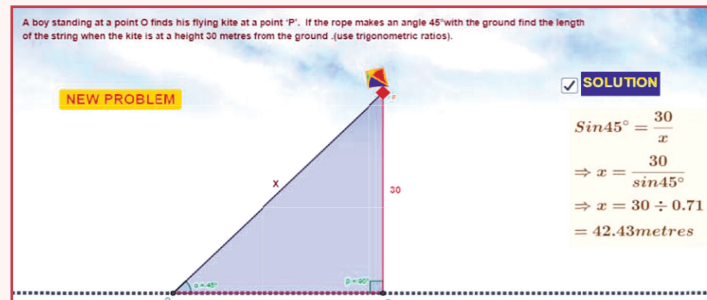 A boy standing at a point O finds his flying kite at a point 'P'. If the rope makes an angle 45°with the ground find the length
of the string when the kite is at a height 30 metres from the ground .(use trigonometric ratios).
NEW PROBLEM
SOLUTION
Sin45° = 30/x
⇒ x = 30/sin45°
⇒ x = 30 ÷ 0.71
= 42.43metres
X
30